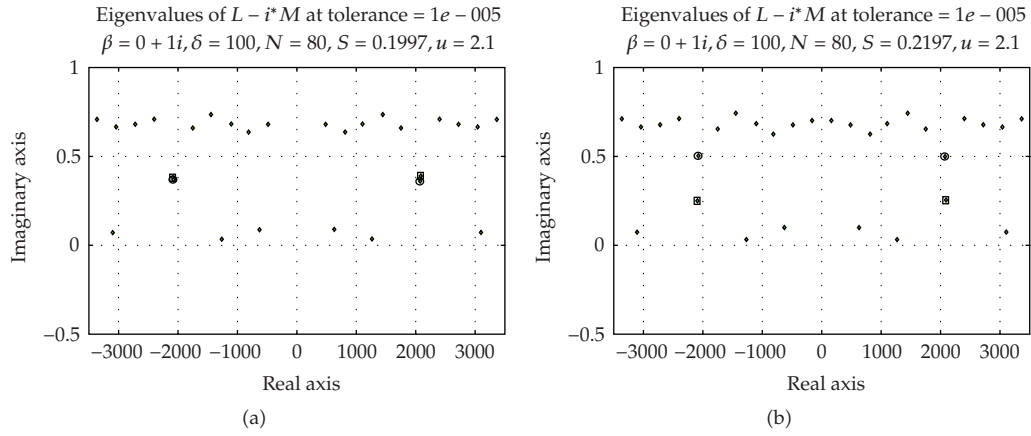 Eigenvalues of L − i*M at tolerance = 1e − 005
β = 0 + 1i, δ = 100, N = 80, S = 0.1997, u = 2.1
1
0.5
0
−0.5
Imaginary axis
−3000 −2000 −1000 0 1000 2000 3000
Real axis
(a)
Eigenvalues of L − i*M at tolerance = 1e − 005
β = 0 + 1i, δ = 100, N = 80, S = 0.2197, u = 2.1
1
0.5
0
−0.5
Imaginary axis
−3000 −2000 −1000 0 1000 2000 3000
Real axis
(b)